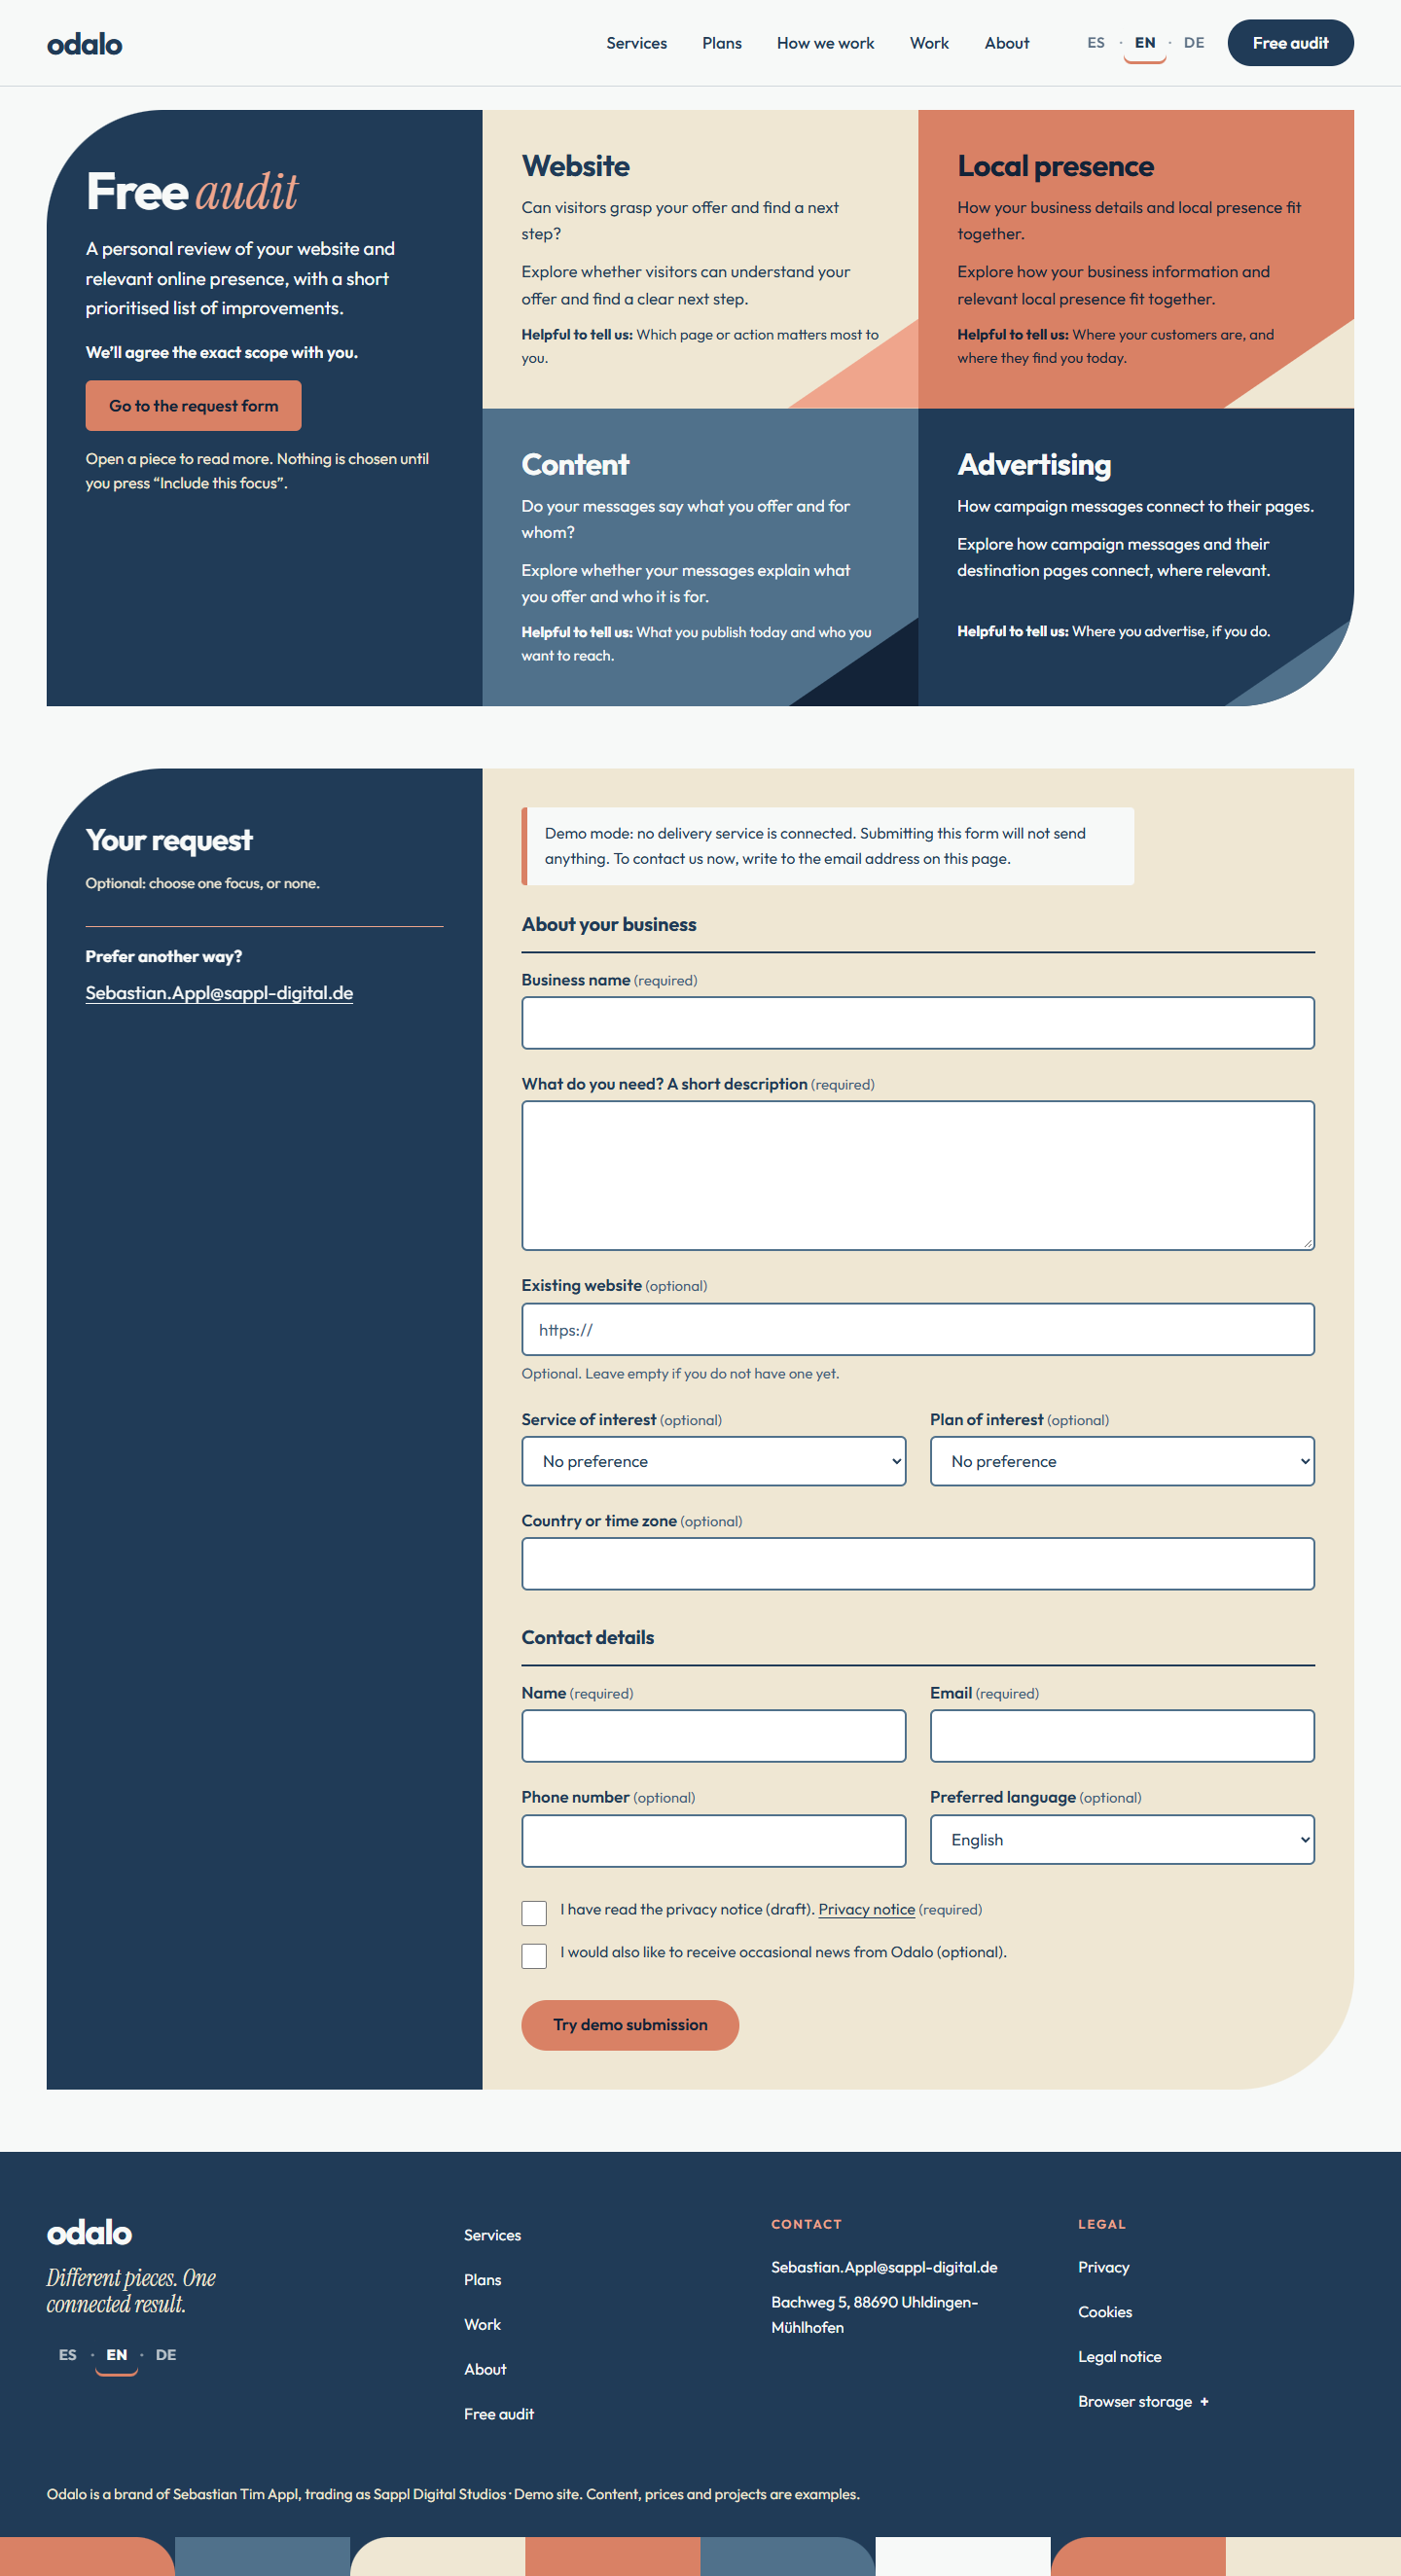 odalo
Services
Plans
How we work
Work
About
ES · EN · DE
Free audit
Free audit
A personal review of your website and
relevant online presence, with a short
prioritised list of improvements.
We’ll agree the exact scope with you.
Go to the request form
Open a piece to read more. Nothing is chosen until
you press “Include this focus”.
Website
Can visitors grasp your offer and find a next
step?
Explore whether visitors can understand your
offer and find a clear next step.
Helpful to tell us: Which page or action matters most to
you.
Local presence
How your business details and local presence fit
together.
Explore how your business information and
relevant local presence fit together.
Helpful to tell us: Where your customers are, and
where they find you today.
Content
Do your messages say what you offer and for
whom?
Explore whether your messages explain what
you offer and who it is for.
Helpful to tell us: What you publish today and who you
want to reach.
Advertising
How campaign messages connect to their pages.
Explore how campaign messages and their
destination pages connect, where relevant.
Helpful to tell us: Where you advertise, if you do.
Your request
Optional: choose one focus, or none.
Prefer another way?
Sebastian.Appl@sappl-digital.de
Demo mode: no delivery service is connected. Submitting this form will not send
anything. To contact us now, write to the email address on this page.
About your business
Business name (required)
What do you need? A short description (required)
Existing website (optional)
https://
Optional. Leave empty if you do not have one yet.
Service of interest (optional)
No preference
Plan of interest (optional)
No preference
Country or time zone (optional)
Contact details
Name (required)
Email (required)
Phone number (optional)
Preferred language (optional)
English
I have read the privacy notice (draft). Privacy notice (required)
I would also like to receive occasional news from Odalo (optional).
Try demo submission
odalo
Different pieces. One
connected result.
ES · EN · DE
Services
Plans
Work
About
Free audit
CONTACT
Sebastian.Appl@sappl-digital.de
Bachweg 5, 88690 Uhldingen-
Mühlhofen
LEGAL
Privacy
Cookies
Legal notice
Browser storage +
Odalo is a brand of Sebastian Tim Appl, trading as Sappl Digital Studios · Demo site. Content, prices and projects are examples.